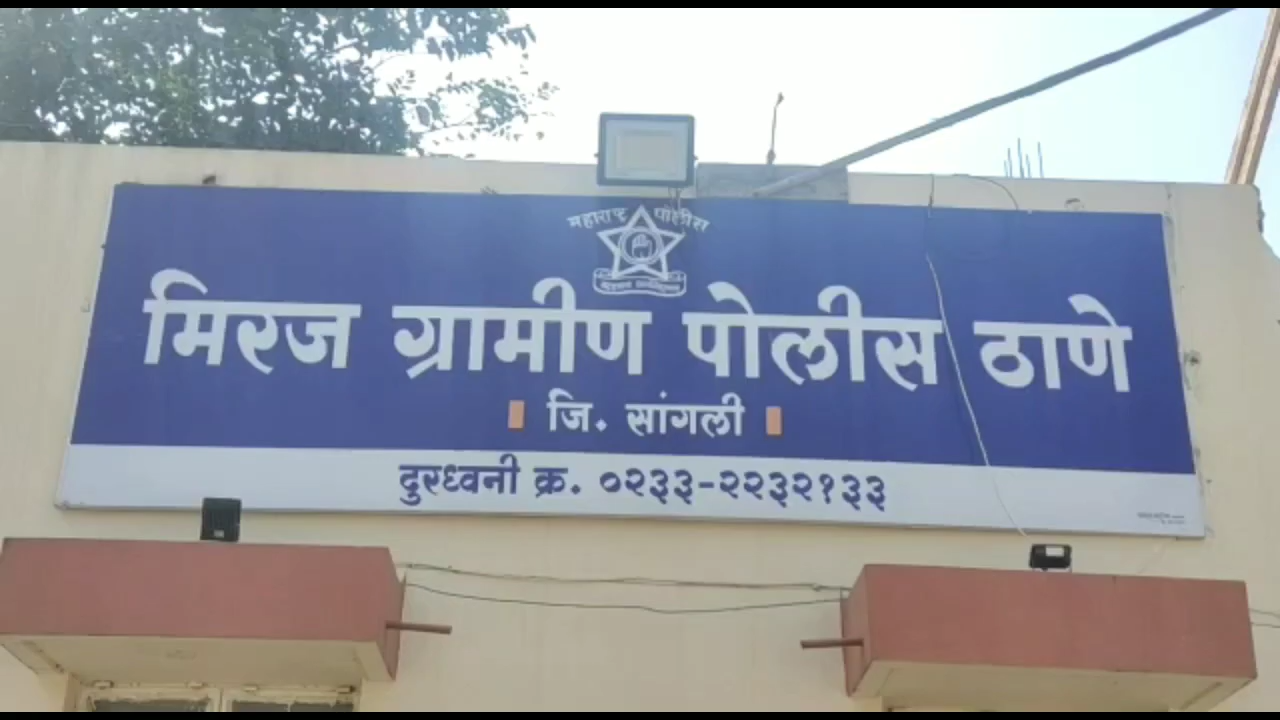 महाराष्ट्र पोलीस
मिरज ग्रामीण पोलीस ठाणे
जि. सांगली
दुरध्वनी क्र. ०२३३-२२३२१३३